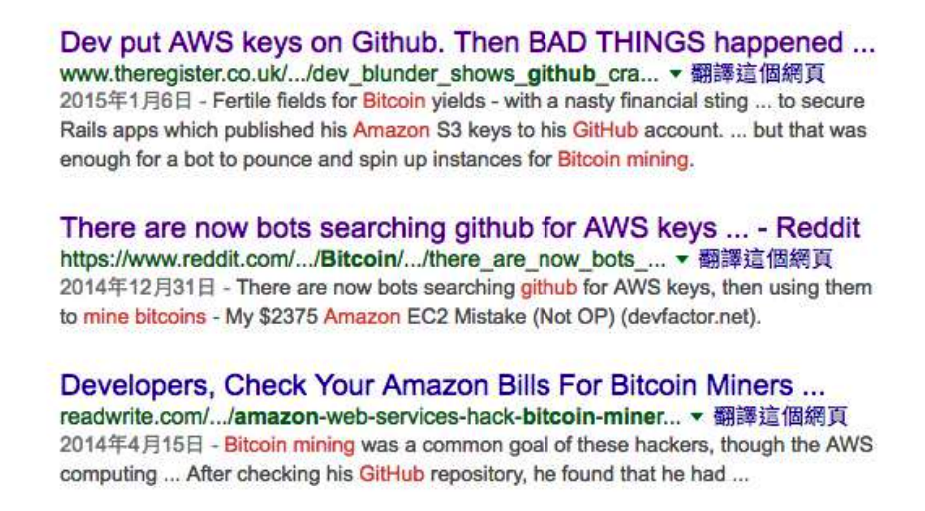 Dev put AWS keys on Github. Then BAD THINGS happened ...
www.theregister.co.uk/.../dev_blunder_shows_github_cra... ▼ 翻譯這個網頁
2015年1月6日 - Fertile fields for Bitcoin yields - with a nasty financial sting ... to secure
Rails apps which published his Amazon S3 keys to his GitHub account. ... but that was
enough for a bot to pounce and spin up instances for Bitcoin mining.
There are now bots searching github for AWS keys ... - Reddit
https://www.reddit.com/.../Bitcoin/.../there_are_now_bots_... ▼ 翻譯這個網頁
2014年12月31日 - There are now bots searching github for AWS keys, then using them
to mine bitcoins - My $2375 Amazon EC2 Mistake (Not OP) (devfactor.net).
Developers, Check Your Amazon Bills For Bitcoin Miners ...
readwrite.com/.../amazon-web-services-hack-bitcoin-miner... ▼ 翻譯這個網頁
2014年4月15日 - Bitcoin mining was a common goal of these hackers, though the AWS
computing ... After checking his GitHub repository, he found that he had ...